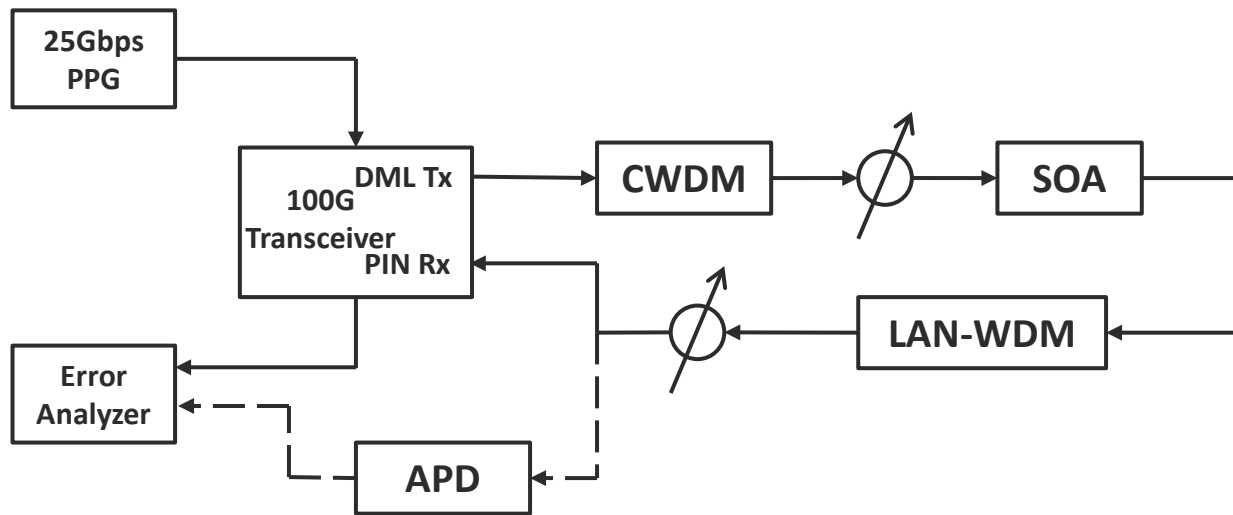 25Gbps
PPG
DML Tx
100G
Transceiver
PIN Rx
CWDM
SOA
LAN-WDM
Error
Analyzer
APD